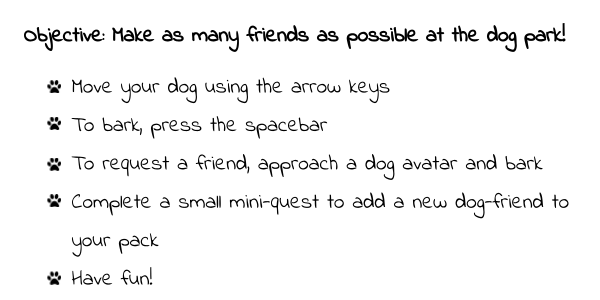 Objective: Make as many friends as possible at the dog park!
Move your dog using the arrow keys
To bark, press the spacebar
To request a friend, approach a dog avatar and bark
Complete a small mini-quest to add a new dog-friend to
your pack
Have fun!